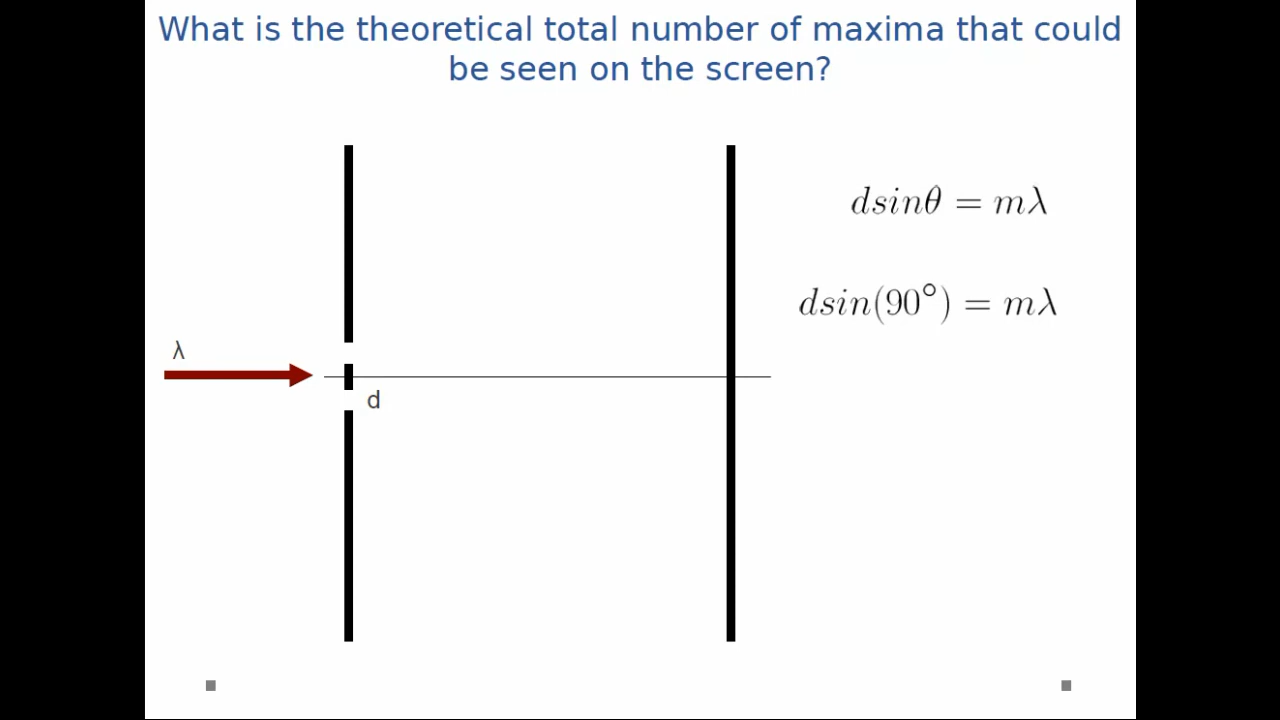 What is the theoretical total number of maxima that could
be seen on the screen?
dsinθ = mλ
dsin(90°) = mλ
λ
d